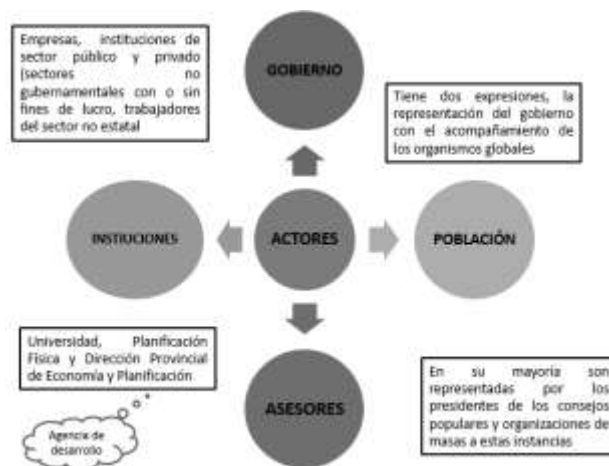 Empresas, instituciones de
sector público y privado
(sectores no
gubernamentales con o sin
fines de lucro, trabajadores
del sector no estatal
GOBIERNO
Tiene dos expresiones, la
representación del gobierno
con el acompañamiento de
los organismos globales
INSTIUCIONES
ACTORES
POBLACIÓN
Universidad, Planificación
Física y Dirección Provincial
de Economía y Planificación
Agencia de
desarrollo
ASESORES
En su mayoría son
representadas por los
presidentes de los consejos
populares y organizaciones de
masas a estas instancias